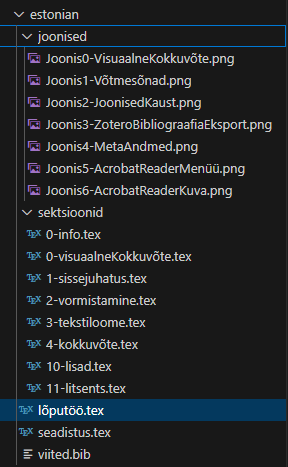 estonian
joonised
Joonis0-VisuaalneKokkuvõte.png
Joonis1-Võtmesõnad.png
Joonis2-JoonisedKaust.png
Joonis3-ZoteroBibliograafiaEksport.png
Joonis4-MetaAndmed.png
Joonis5-AcrobatReaderMenüü.png
Joonis6-AcrobatReaderKuva.png
sektsioonid
TEX 0-info.tex
TEX 0-visuaalneKokkuvõte.tex
TEX 1-sissejuhatus.tex
TEX 2-vormistamine.tex
TEX 3-tekstiloome.tex
TEX 4-kokkuvõte.tex
TEX 10-lisad.tex
TEX 11-litsents.tex
TEX lõputöö.tex
TEX seadistus.tex
viited.bib